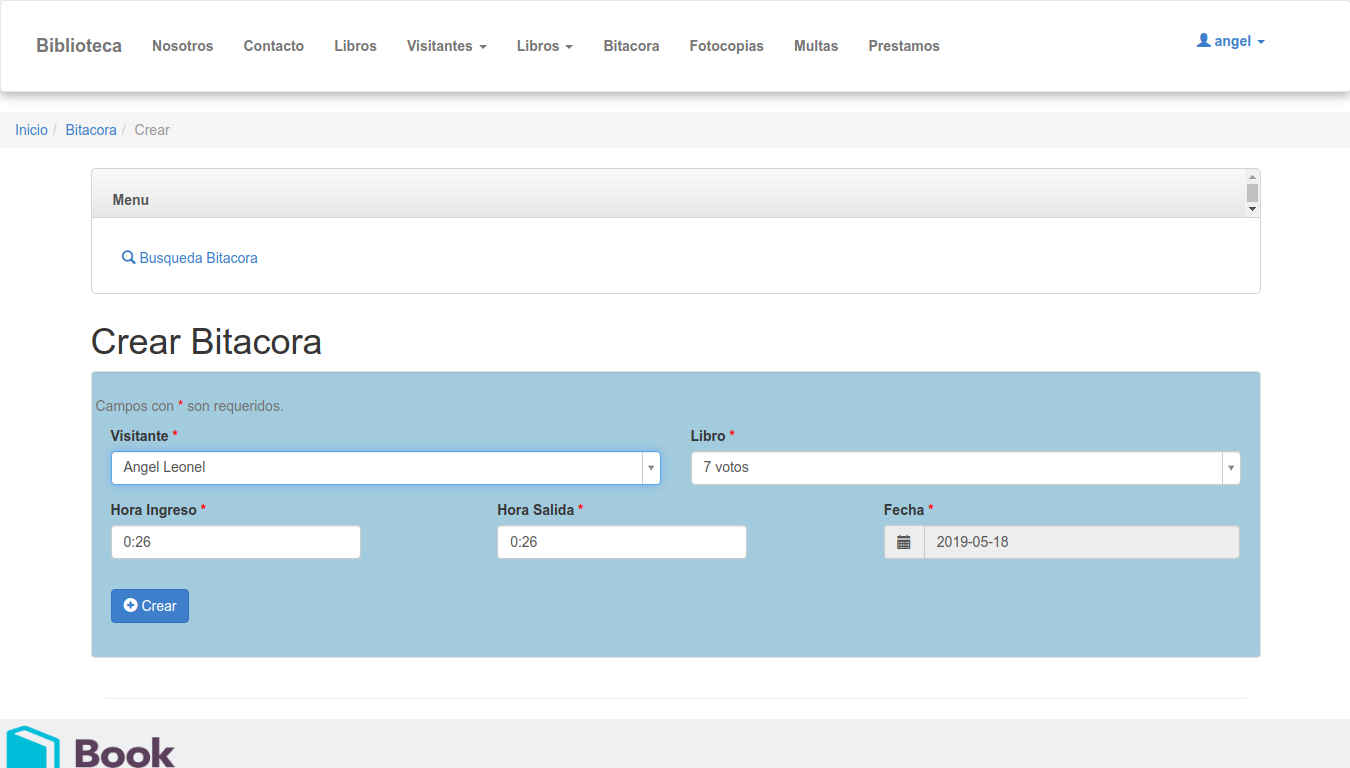 Biblioteca Nosotros Contacto Libros Visitantes Libros Bitacora Fotocopias Multas Prestamos angel
Inicio / Bitacora / Crear
Menu
Busqueda Bitacora
Crear Bitacora
Campos con * son requeridos.
Visitante * Libro *
Angel Leonel 7 votos
Hora Ingreso * Hora Salida * Fecha *
0:26 0:26 2019-05-18
Crear
Book